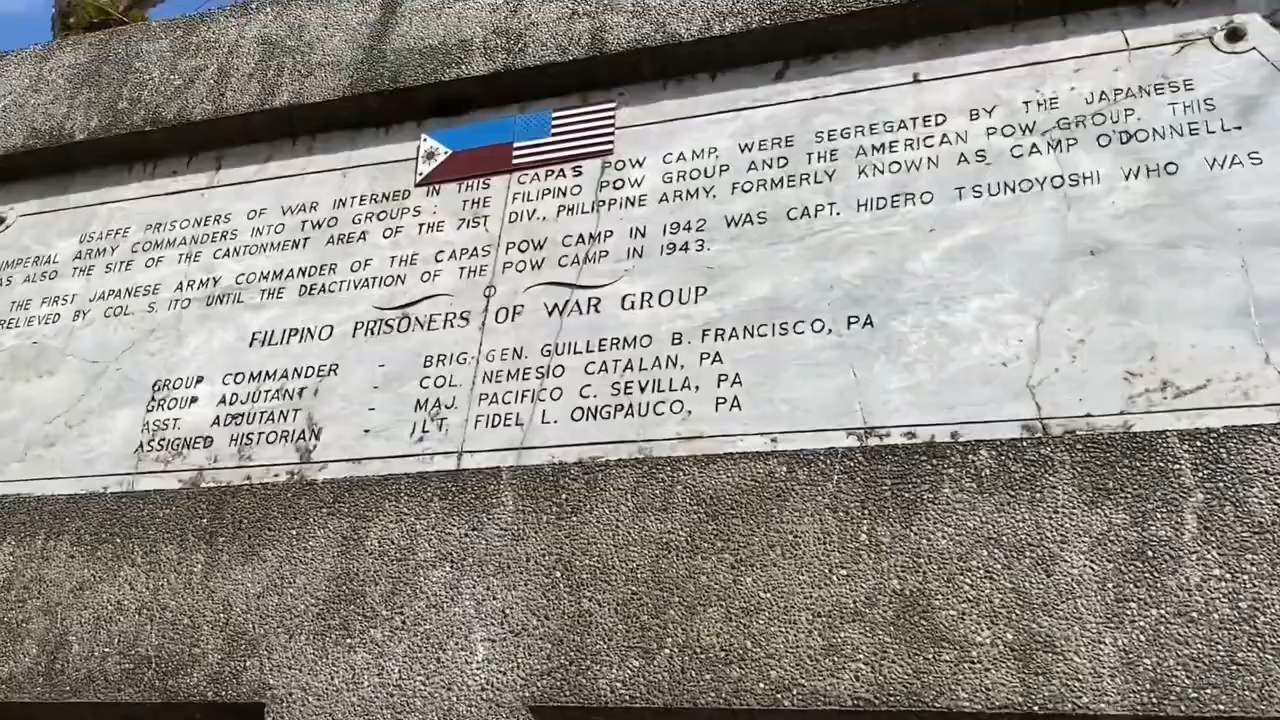 USAFFE PRISONERS OF WAR INTERNED IN THIS CAPAS POW CAMP, WERE SEGREGATED BY THE JAPANESE
IMPERIAL ARMY COMMANDERS INTO TWO GROUPS : THE FILIPINO POW GROUP AND THE AMERICAN POW GROUP. THIS
AS ALSO THE SITE OF THE CANTONMENT AREA OF THE 71ST DIV., PHILIPPINE ARMY, FORMERLY KNOWN AS CAMP O'DONNELL.
THE FIRST JAPANESE ARMY COMMANDER OF THE CAPAS POW CAMP IN 1942 WAS CAPT. HIDERO TSUNOYOSHI WHO WAS
RELIEVED BY COL. S. ITO UNTIL THE DEACTIVATION OF THE POW CAMP IN 1943.
FILIPINO PRISONERS OF WAR GROUP
GROUP COMMANDER - BRIG. GEN. GUILLERMO B. FRANCISCO, PA
GROUP ADJUTANT - COL. NEMESIO CATALAN, PA
ASST. ADJUTANT - MAJ. PACIFICO C. SEVILLA, PA
ASSIGNED HISTORIAN - 1LT. FIDEL L. ONGPAUCO, PA